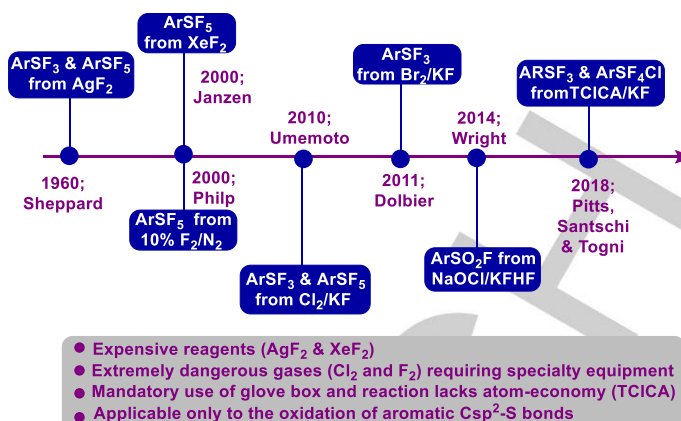 ArSF5
from XeF2
ArSF3 & ArSF5
from AgF2
2000;
Janzen
ArSF3
from Br2/KF
ARSF3 & ArSF4Cl
fromTCICA/KF
2010;
Umemoto
2014;
Wright
1960;
Sheppard
2000;
Philp
2011;
Dolbier
2018;
Pitts,
Santschi
& Togni
ArSF5 from
10% F2/N2
ArSF3 & ArSF5
from Cl2/KF
ArSO2F from
NaOCl/KFHF
Expensive reagents (AgF2 & XeF2)
Extremely dangerous gases (Cl2 and F2) requiring specialty equipment
Mandatory use of glove box and reaction lacks atom-economy (TCICA)
Applicable only to the oxidation of aromatic Csp2-S bonds